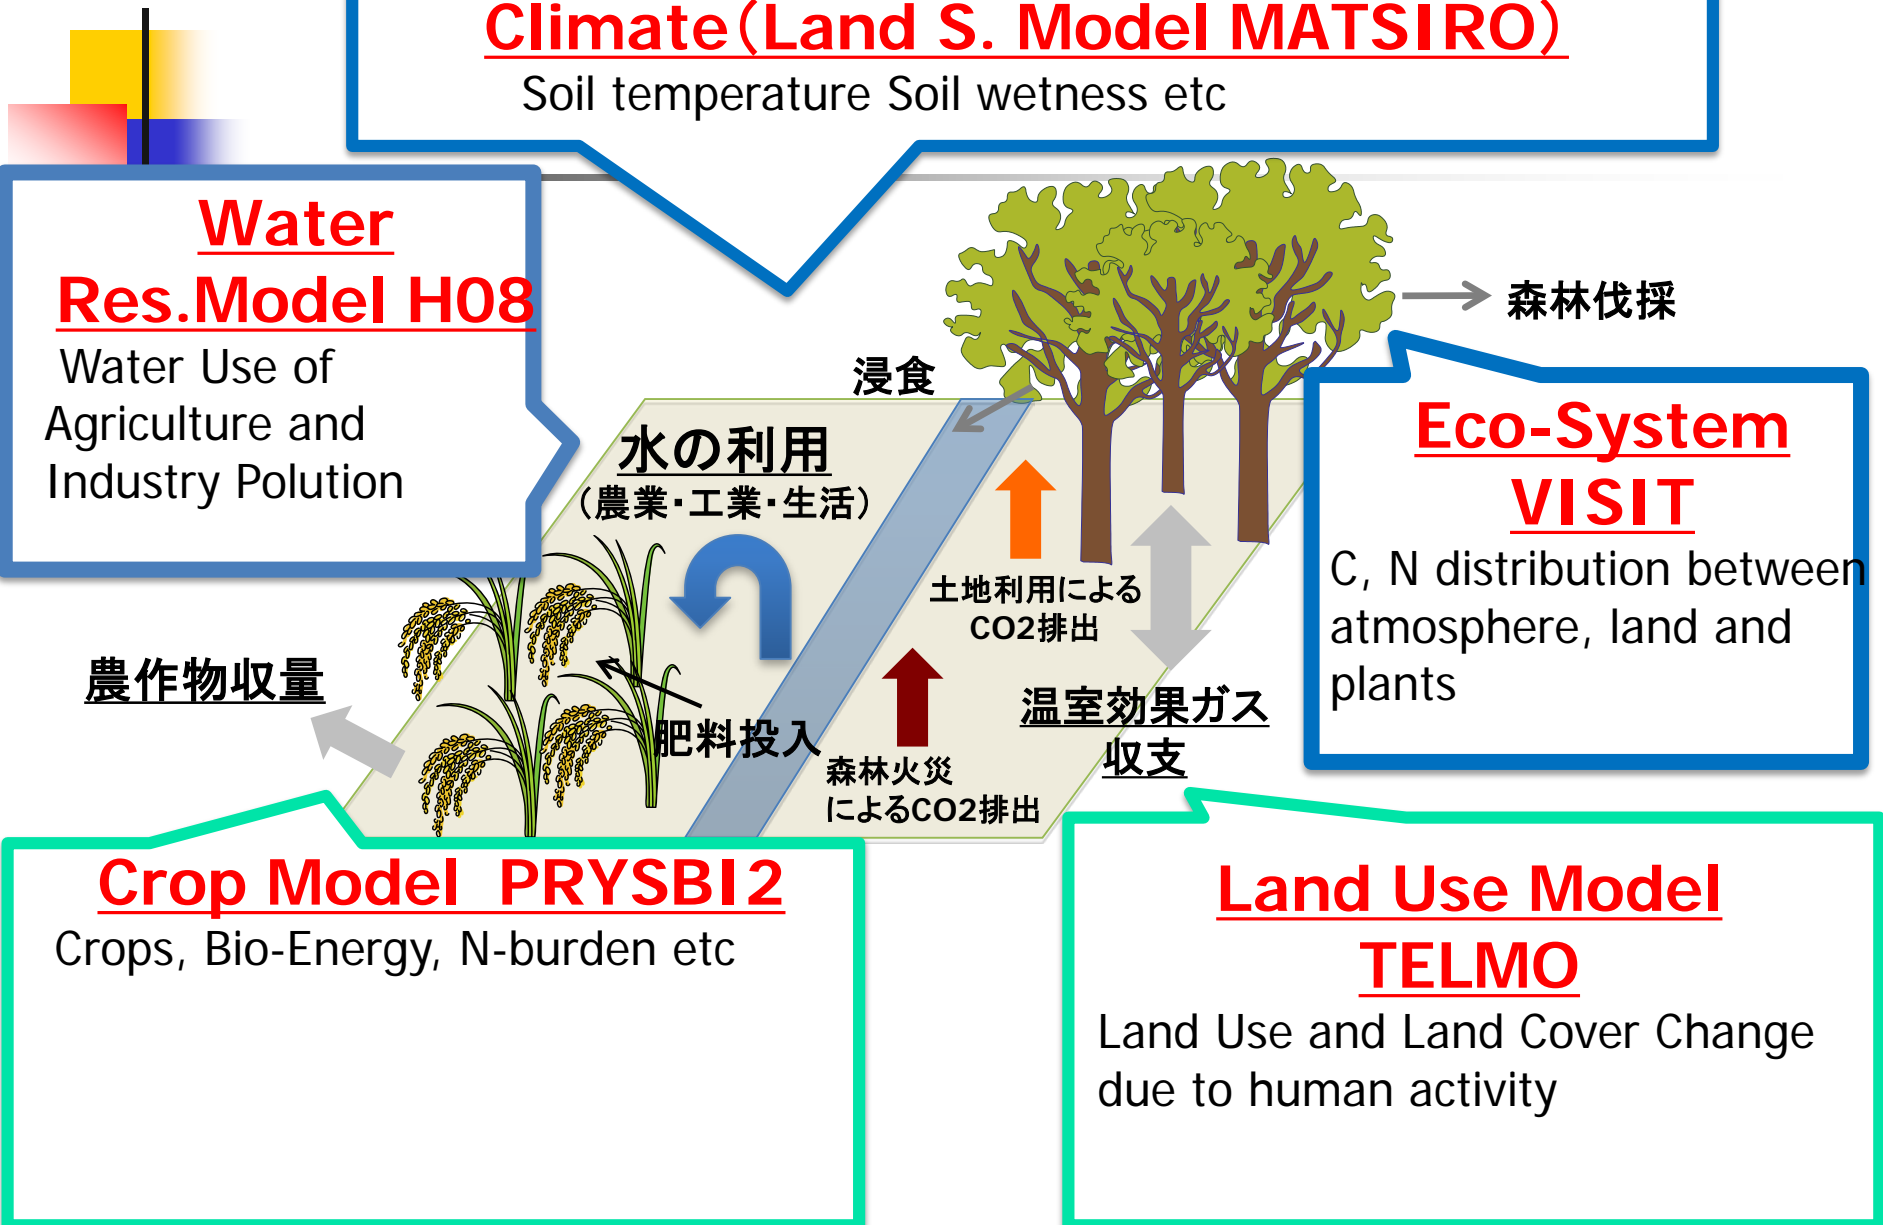 Climate（Land S. Model MATSIRO）
Soil temperature Soil wetness etc
Water
Res.Model H08
Water Use of
Agriculture and
Industry Polution
森林伐採
浸食
水の利用
（農業・工業・生活）
Eco-System
VISIT
C, N distribution between
atmosphere, land and
plants
土地利用による
CO2排出
農作物収量
肥料投入
温室効果ガス
収支
森林火災
によるCO2排出
Crop Model PRYSBI2
Crops, Bio-Energy, N-burden etc
Land Use Model
TELMO
Land Use and Land Cover Change
due to human activity